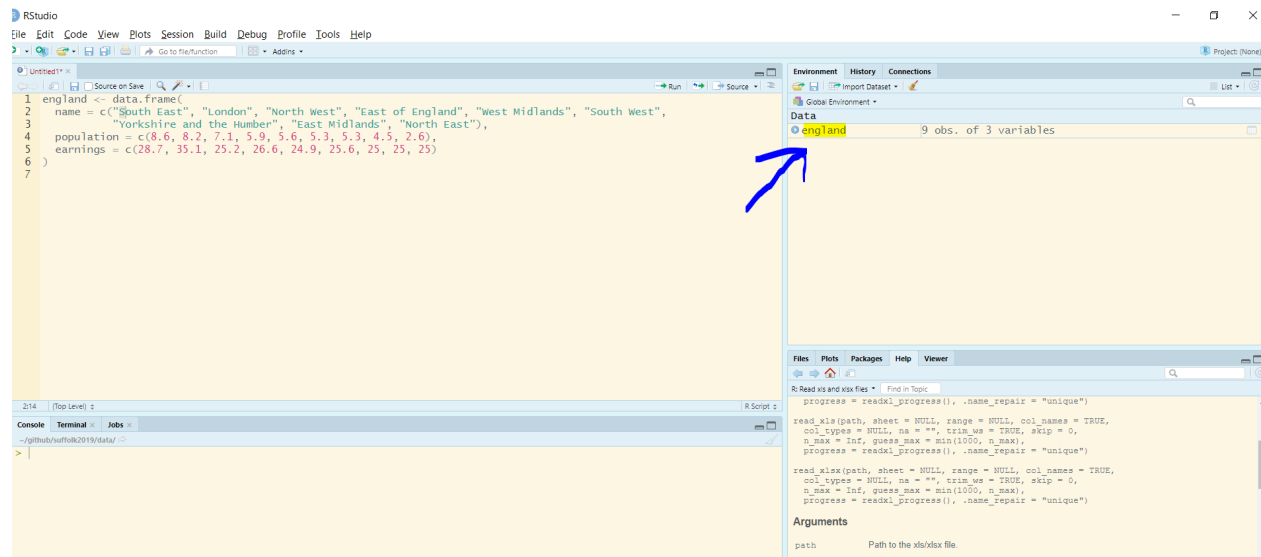 RStudio
File Edit Code View Plots Session Build Debug Profile Tools Help
Go to file/function Addins Project: (None)
Untitled1*
Source on Save Run Source
1 england <- data.frame(
2 name = c("South East", "London", "North West", "East of England", "West Midlands", "South West",
3 "Yorkshire and the Humber", "East Midlands", "North East"),
4 population = c(8.6, 8.2, 7.1, 5.9, 5.6, 5.3, 5.3, 4.5, 2.6),
5 earnings = c(28.7, 35.1, 25.2, 26.6, 24.9, 25.6, 25, 25, 25)
6 )
7
2:14 (Top Level) R Script
Console Terminal Jobs
~/github/suffolk2019/data/
>
Environment History Connections
Import Dataset List
Global Environment
Data
england 9 obs. of 3 variables
Files Plots Packages Help Viewer
R: Read xls and xlsx files Find in Topic
progress = readxl_progress(), .name_repair = "unique")
read_xls(path, sheet = NULL, range = NULL, col_names = TRUE,
col_types = NULL, na = "", trim_ws = TRUE, skip = 0,
n_max = Inf, guess_max = min(1000, n_max),
progress = readxl_progress(), .name_repair = "unique")
read_xlsx(path, sheet = NULL, range = NULL, col_names = TRUE,
col_types = NULL, na = "", trim_ws = TRUE, skip = 0,
n_max = Inf, guess_max = min(1000, n_max),
progress = readxl_progress(), .name_repair = "unique")
Arguments
path Path to the xls/xlsx file.